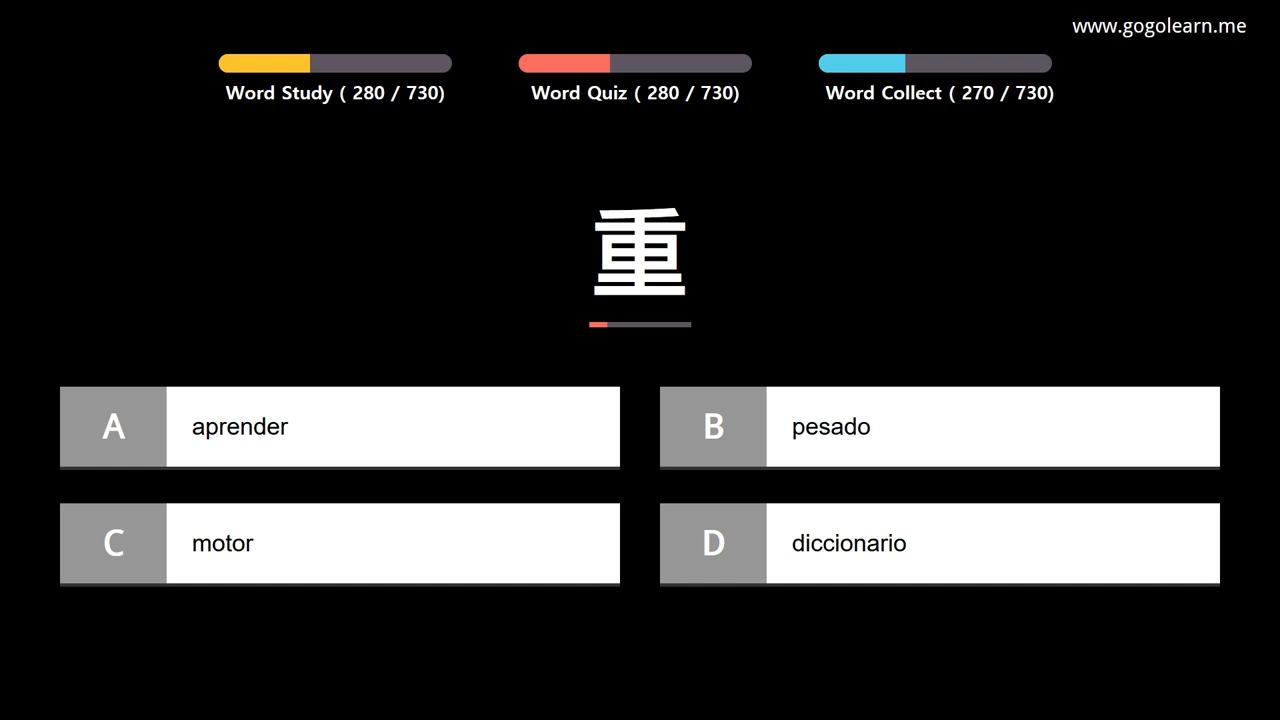 www.gogolearn.me
Word Study ( 280 / 730)
Word Quiz ( 280 / 730)
Word Collect ( 270 / 730)
重
A aprender
B pesado
C motor
D diccionario